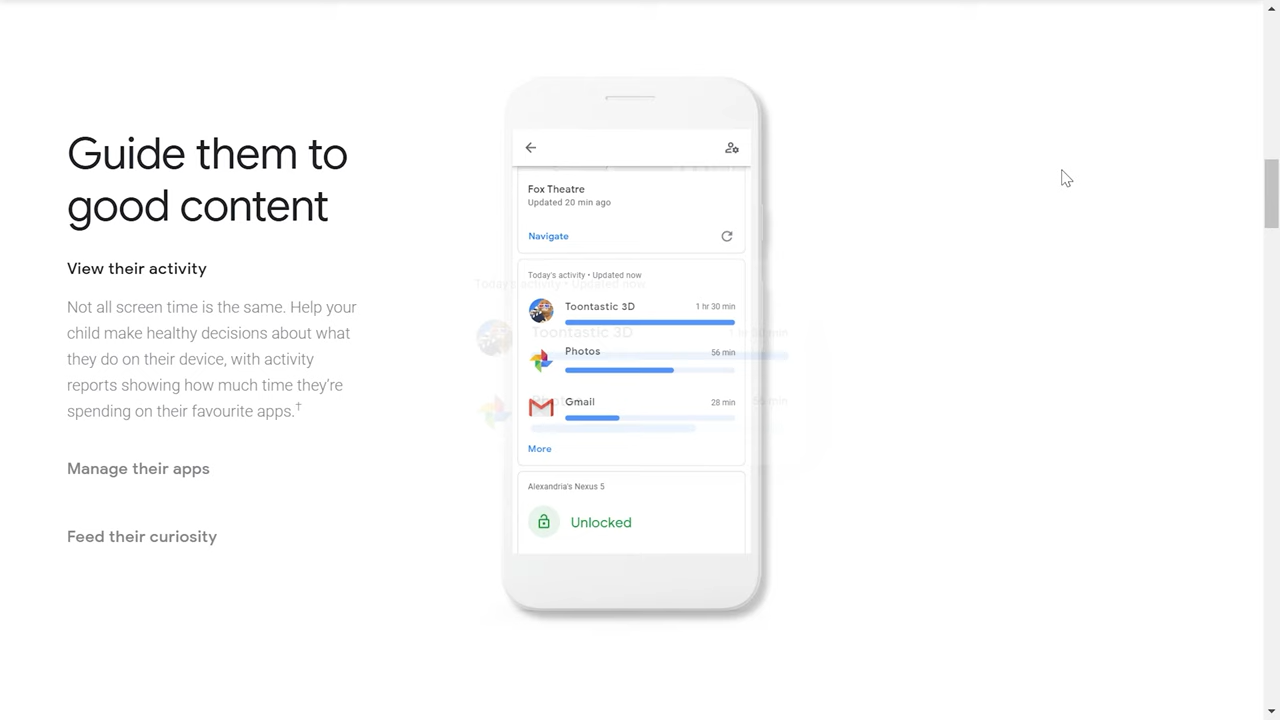 Guide them to
good content
View their activity
Not all screen time is the same. Help your
child make healthy decisions about what
they do on their device, with activity
reports showing how much time they're
spending on their favourite apps.†
Manage their apps
Feed their curiosity
Fox Theatre
Updated 20 min ago
Navigate
Today's activity • Updated now
Toontastic 3D 1 hr 30 min
Photos 56 min
Gmail 28 min
More
Alexandria's Nexus 5
Unlocked